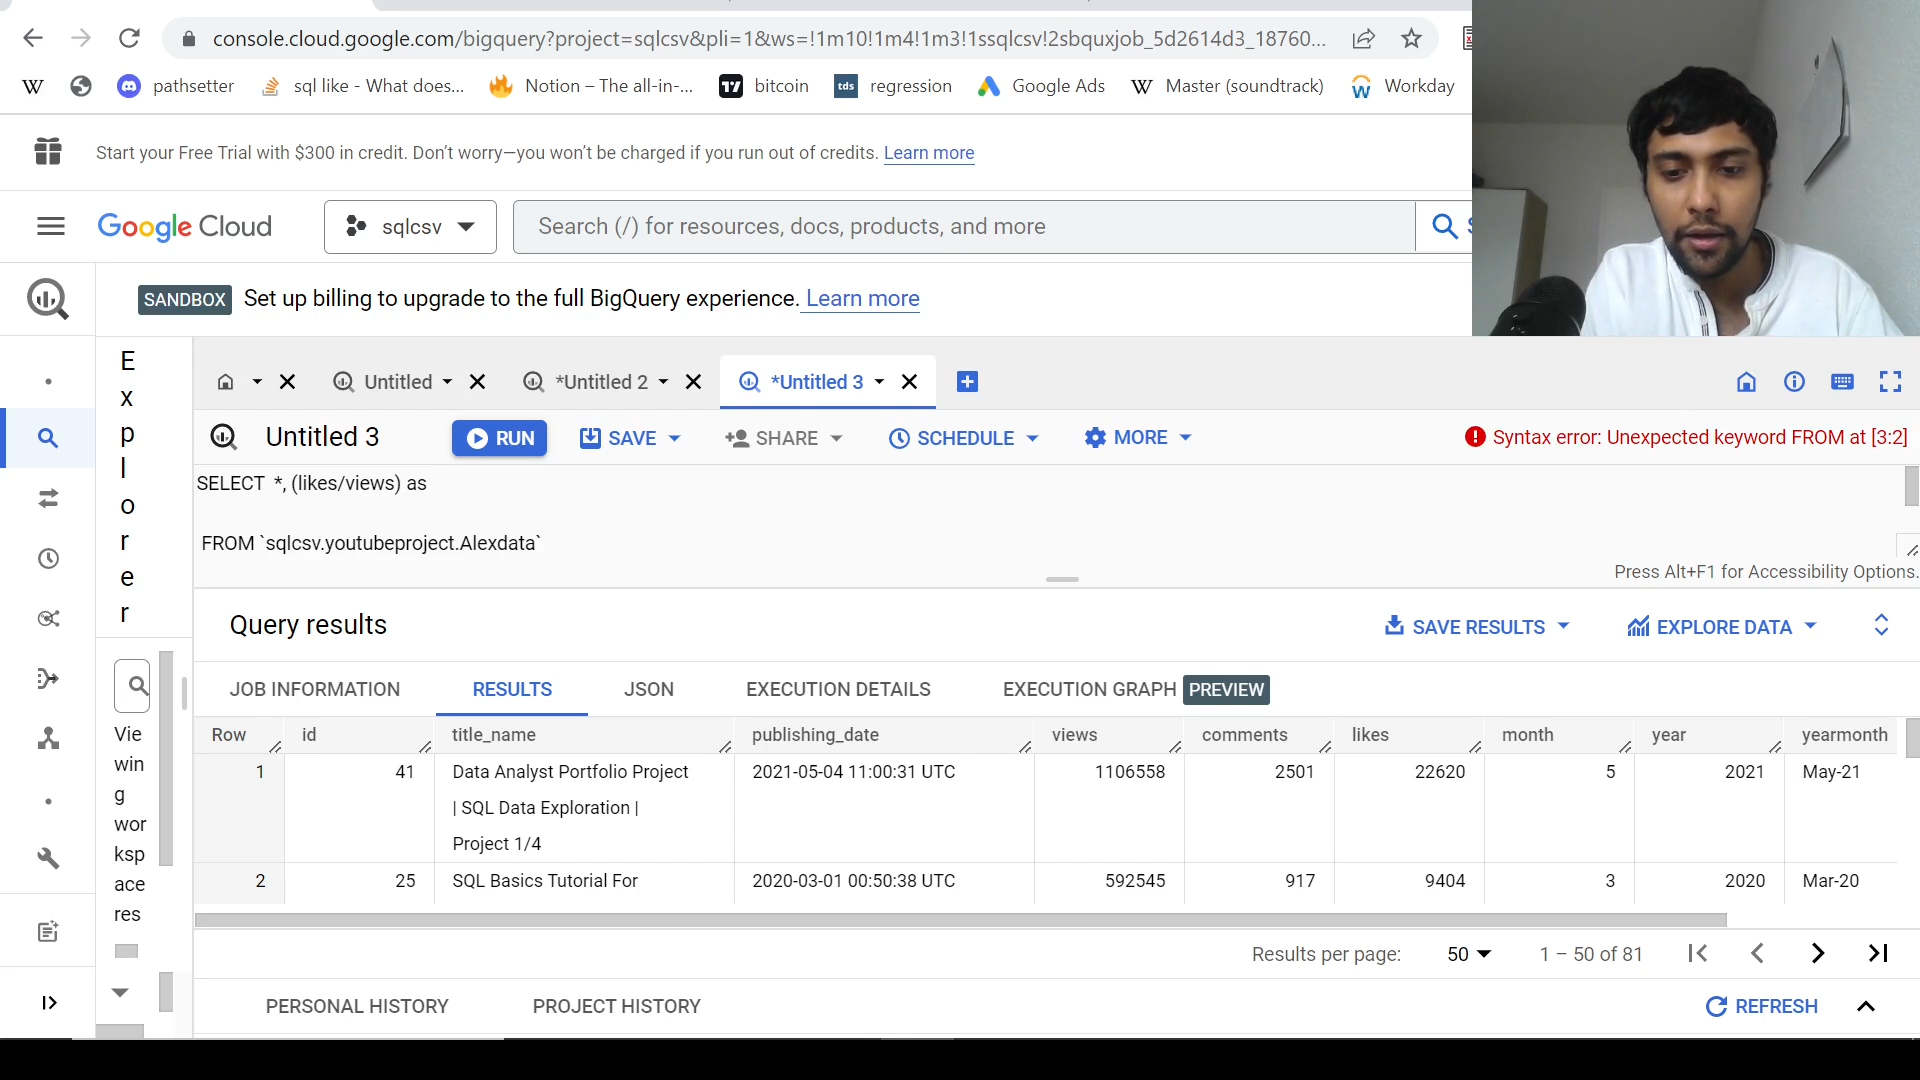 console.cloud.google.com/bigquery?project=sqlcsv&pli=1&ws=!1m10!1m4!1m3!1ssqlcsv!2sbquxjob_5d2614d3_18760...
W pathsetter sql like - What does... Notion – The all-in-... bitcoin tds regression Google Ads W Master (soundtrack) Workday
Start your Free Trial with $300 in credit. Don't worry—you won't be charged if you run out of credits. Learn more
Google Cloud sqlcsv Search (/) for resources, docs, products, and more
SANDBOX Set up billing to upgrade to the full BigQuery experience. Learn more
E
x
p
l
o
r
e
r
Untitled *Untitled 2 *Untitled 3
Untitled 3 RUN SAVE SHARE SCHEDULE MORE Syntax error: Unexpected keyword FROM at [3:2]
SELECT *, (likes/views) as
FROM `sqlcsv.youtubeproject.Alexdata`
Press Alt+F1 for Accessibility Options.
Query results SAVE RESULTS EXPLORE DATA
JOB INFORMATION RESULTS JSON EXECUTION DETAILS EXECUTION GRAPH PREVIEW
Vie
win
g
wor
ksp
ace
res
Row id title_name publishing_date views comments likes month year yearmonth
1 41 Data Analyst Portfolio Project 2021-05-04 11:00:31 UTC 1106558 2501 22620 5 2021 May-21
| SQL Data Exploration |
Project 1/4
2 25 SQL Basics Tutorial For 2020-03-01 00:50:38 UTC 592545 917 9404 3 2020 Mar-20
Results per page: 50 1 – 50 of 81
PERSONAL HISTORY PROJECT HISTORY REFRESH